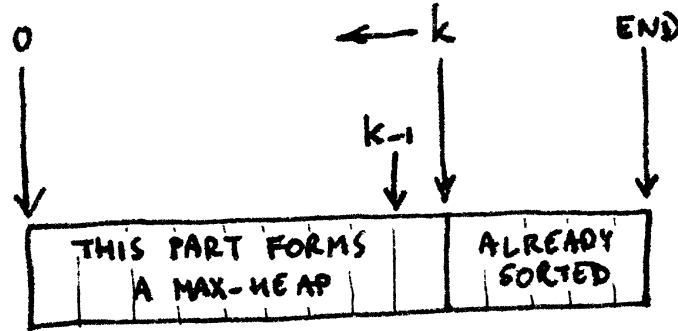 0
k
END
k-1
THIS PART FORMS
A MAX-HEAP
ALREADY
SORTED